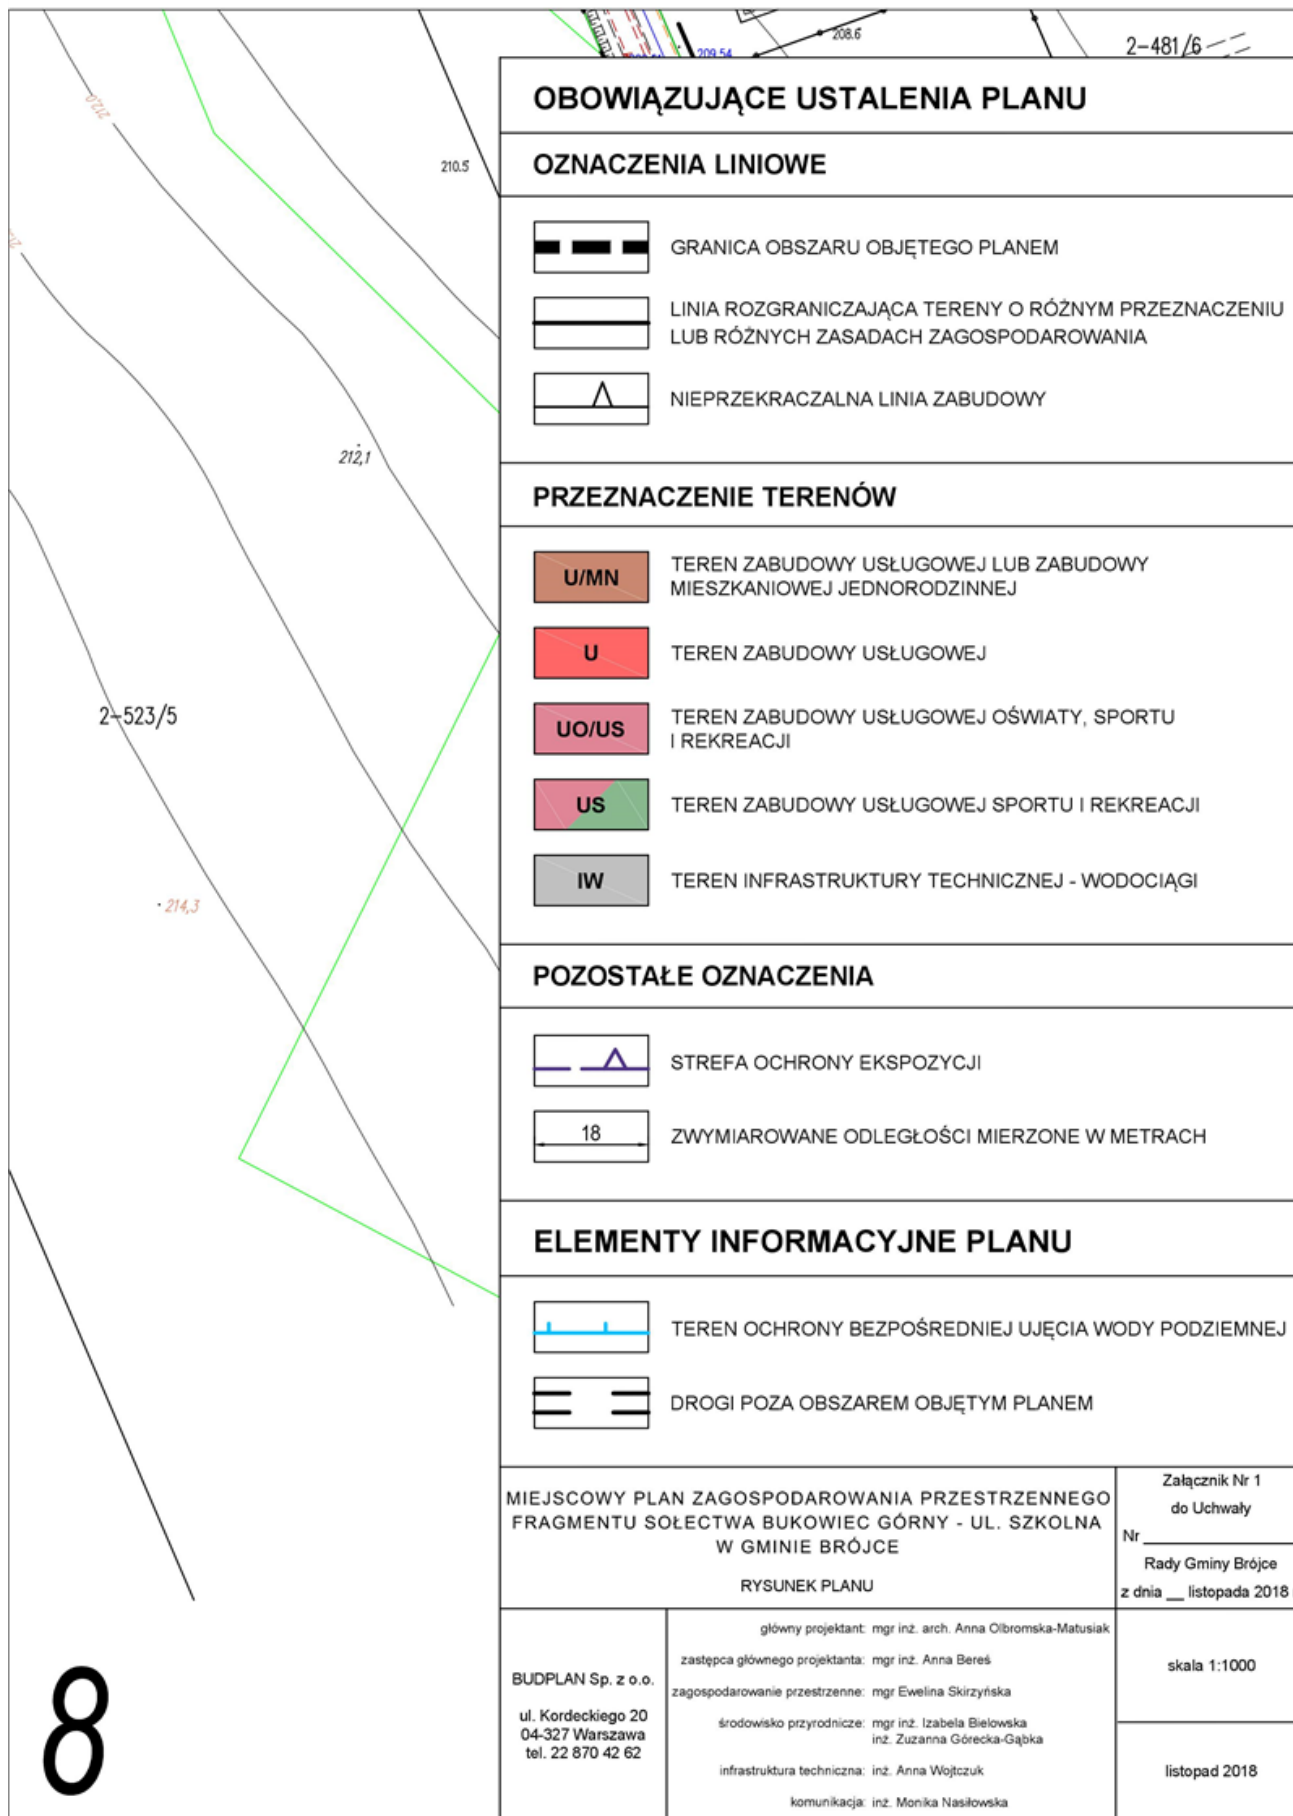 208.6
2-481/6
209.54
212,0
210.5
OBOWIĄZUJĄCE USTALENIA PLANU
OZNACZENIA LINIOWE
GRANICA OBSZARU OBJĘTEGO PLANEM
LINIA ROZGRANICZAJĄCA TERENY O RÓŻNYM PRZEZNACZENIU
LUB RÓŻNYCH ZASADACH ZAGOSPODAROWANIA
NIEPRZEKRACZALNA LINIA ZABUDOWY
212,1
PRZEZNACZENIE TERENÓW
U/MN
TEREN ZABUDOWY USŁUGOWEJ LUB ZABUDOWY
MIESZKANIOWEJ JEDNORODZINNEJ
U
TEREN ZABUDOWY USŁUGOWEJ
2-523/5
UO/US
TEREN ZABUDOWY USŁUGOWEJ OŚWIATY, SPORTU
I REKREACJI
US
TEREN ZABUDOWY USŁUGOWEJ SPORTU I REKREACJI
IW
TEREN INFRASTRUKTURY TECHNICZNEJ - WODOCIĄGI
214,3
POZOSTAŁE OZNACZENIA
STREFA OCHRONY EKSPOZYCJI
18
ZWYMIAROWANE ODLEGŁOŚCI MIERZONE W METRACH
ELEMENTY INFORMACYJNE PLANU
TEREN OCHRONY BEZPOŚREDNIEJ UJĘCIA WODY PODZIEMNEJ
DROGI POZA OBSZAREM OBJĘTYM PLANEM
MIEJSCOWY PLAN ZAGOSPODAROWANIA PRZESTRZENNEGO
FRAGMENTU SOŁECTWA BUKOWIEC GÓRNY - UL. SZKOLNA
W GMINIE BRÓJCE
RYSUNEK PLANU
Załącznik Nr 1
do Uchwały
Nr ____________
Rady Gminy Brójce
z dnia __ listopada 2018
BUDPLAN Sp. z o.o.
ul. Kordeckiego 20
04-327 Warszawa
tel. 22 870 42 62
główny projektant: mgr inż. arch. Anna Olbromska-Matusiak
zastępca głównego projektanta: mgr inż. Anna Bereś
zagospodarowanie przestrzenne: mgr Ewelina Skirzyńska
środowisko przyrodnicze: mgr inż. Izabela Bielowska
inż. Zuzanna Górecka-Gąbka
infrastruktura techniczna: inż. Anna Wojtczuk
komunikacja: inż. Monika Nasiłowska
skala 1:1000
listopad 2018
8